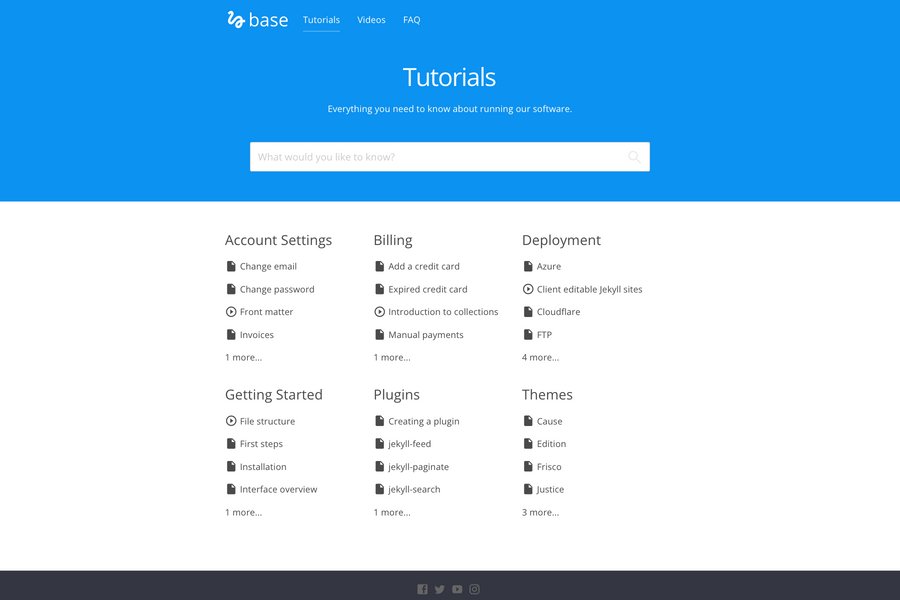 base Tutorials Videos FAQ
Tutorials
Everything you need to know about running our software.
What would you like to know?
Account Settings
Change email
Change password
Front matter
Invoices
1 more...
Billing
Add a credit card
Expired credit card
Introduction to collections
Manual payments
1 more...
Deployment
Azure
Client editable Jekyll sites
Cloudflare
FTP
4 more...
Getting Started
File structure
First steps
Installation
Interface overview
1 more...
Plugins
Creating a plugin
jekyll-feed
jekyll-paginate
jekyll-search
1 more...
Themes
Cause
Edition
Frisco
Justice
3 more...